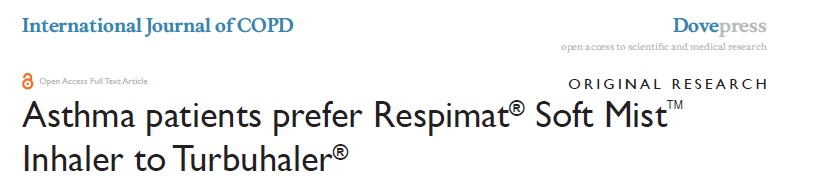 International Journal of COPD
Dovepress
open access to scientific and medical research
Open Access Full Text Article
ORIGINAL RESEARCH
Asthma patients prefer Respimat® Soft Mist™
Inhaler to Turbuhaler®